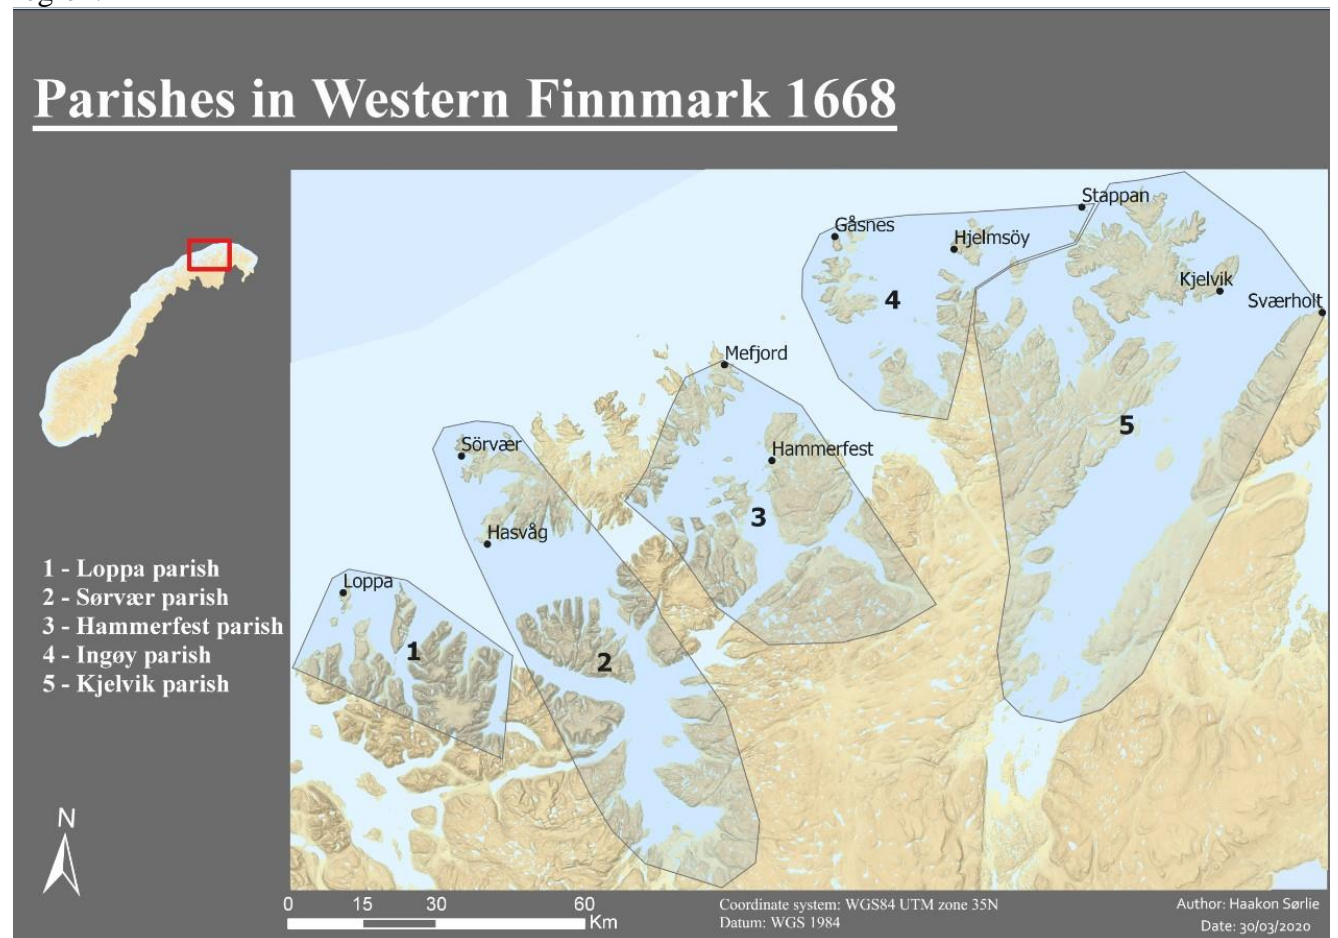 Parishes in Western Finnmark 1668
Stappan
Gåsnes
Hjelmsöy
Kjelvik
Sværholt
4
Mefjord
5
Sörvær
Hammerfest
3
Hasvåg
Loppa
1
2
1 - Loppa parish
2 - Sørvær parish
3 - Hammerfest parish
4 - Ingøy parish
5 - Kjelvik parish
N
0 15 30 60
Km
Coordinate system: WGS84 UTM zone 35N
Datum: WGS 1984
Author: Haakon Sørlie
Date: 30/03/2020